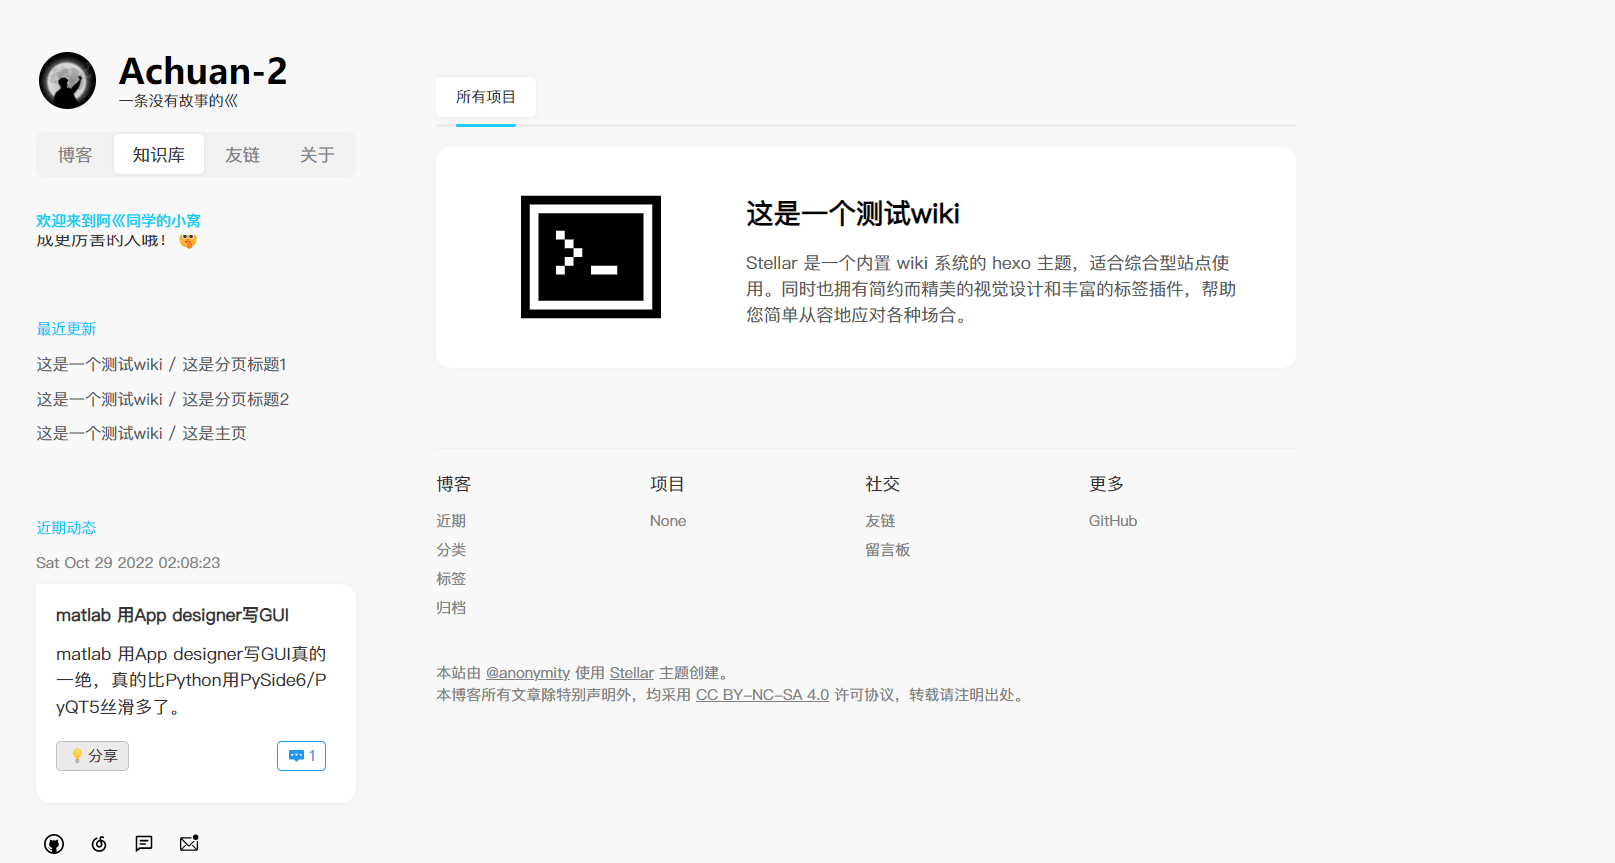 Achuan-2
一条没有故事的巛
博客 知识库 友链 关于
欢迎来到阿巛同学的小窝
成更厉害的人哦！
最近更新
这是一个测试wiki / 这是分页标题1
这是一个测试wiki / 这是分页标题2
这是一个测试wiki / 这是主页
近期动态
Sat Oct 29 2022 02:08:23
matlab 用App designer写GUI
matlab 用App designer写GUI真的
一绝，真的比Python用PySide6/P
yQT5丝滑多了。
分享 1
所有项目
这是一个测试wiki
Stellar 是一个内置 wiki 系统的 hexo 主题，适合综合型站点使
用。同时也拥有简约而精美的视觉设计和丰富的标签插件，帮助
您简单从容地应对各种场合。
博客
近期
分类
标签
归档
项目
None
社交
友链
留言板
更多
GitHub
本站由 @anonymity 使用 Stellar 主题创建。
本博客所有文章除特别声明外，均采用 CC BY-NC-SA 4.0 许可协议，转载请注明出处。